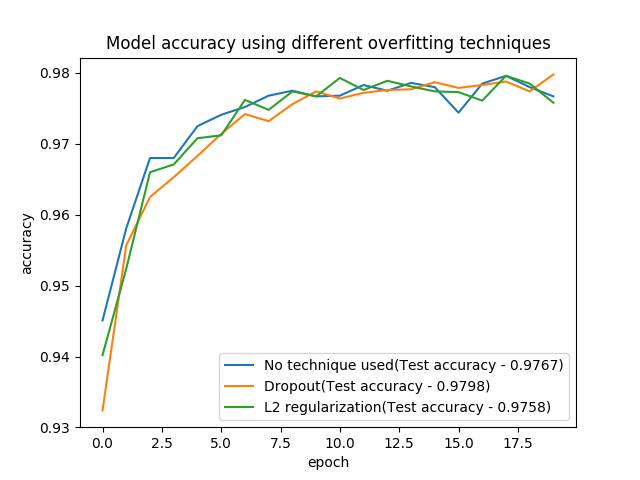 Model accuracy using different overfitting techniques
0.98
0.97
0.96
0.95
0.94
0.93
accuracy
No technique used(Test accuracy - 0.9767)
Dropout(Test accuracy - 0.9798)
L2 regularization(Test accuracy - 0.9758)
0.0 2.5 5.0 7.5 10.0 12.5 15.0 17.5
epoch